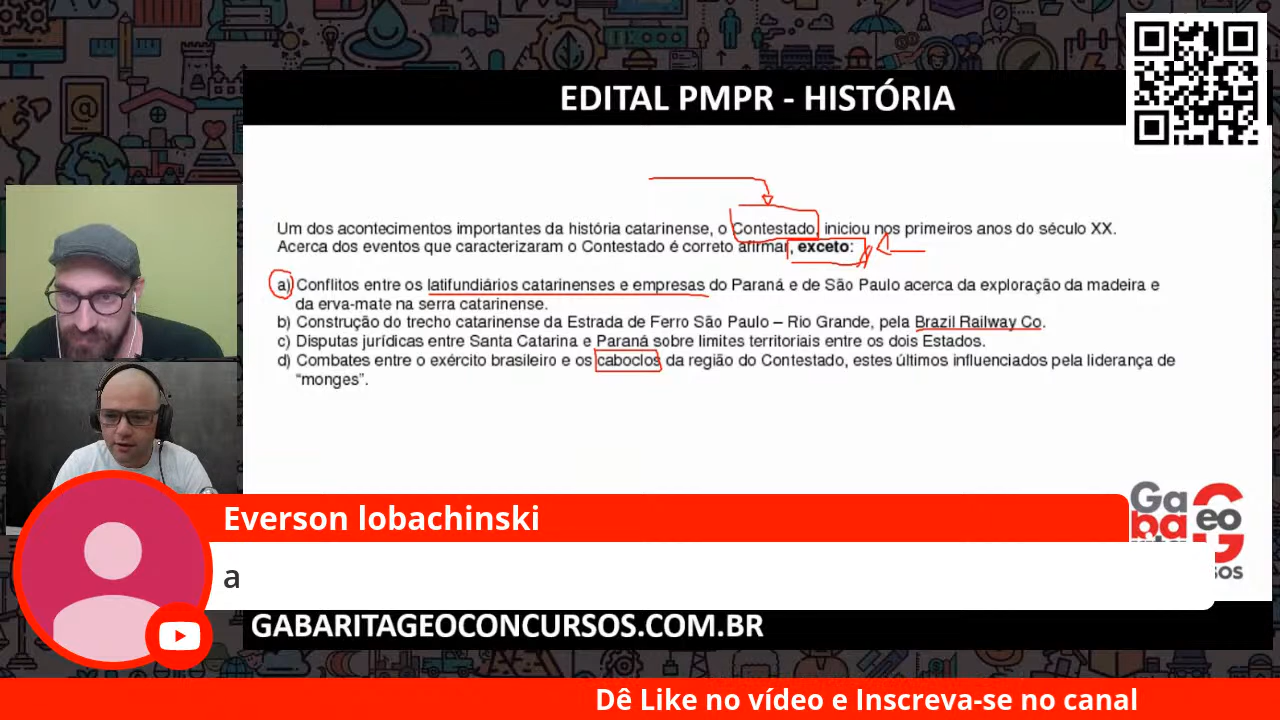 EDITAL PMPR - HISTÓRIA
Um dos acontecimentos importantes da história catarinense, o Contestado, iniciou nos primeiros anos do século XX.
Acerca dos eventos que caracterizaram o Contestado é correto afirmar, exceto:
a) Conflitos entre os latifundiários catarinenses e empresas do Paraná e de São Paulo acerca da exploração da madeira e
da erva-mate na serra catarinense.
b) Construção do trecho catarinense da Estrada de Ferro São Paulo – Rio Grande, pela Brazil Railway Co.
c) Disputas jurídicas entre Santa Catarina e Paraná sobre limites territoriais entre os dois Estados.
d) Combates entre o exército brasileiro e os caboclos da região do Contestado, estes últimos influenciados pela liderança de
“monges”.
Everson lobachinski
a
GABARITAGEOCONCURSOS.COM.BR
Dê Like no vídeo e Inscreva-se no canal